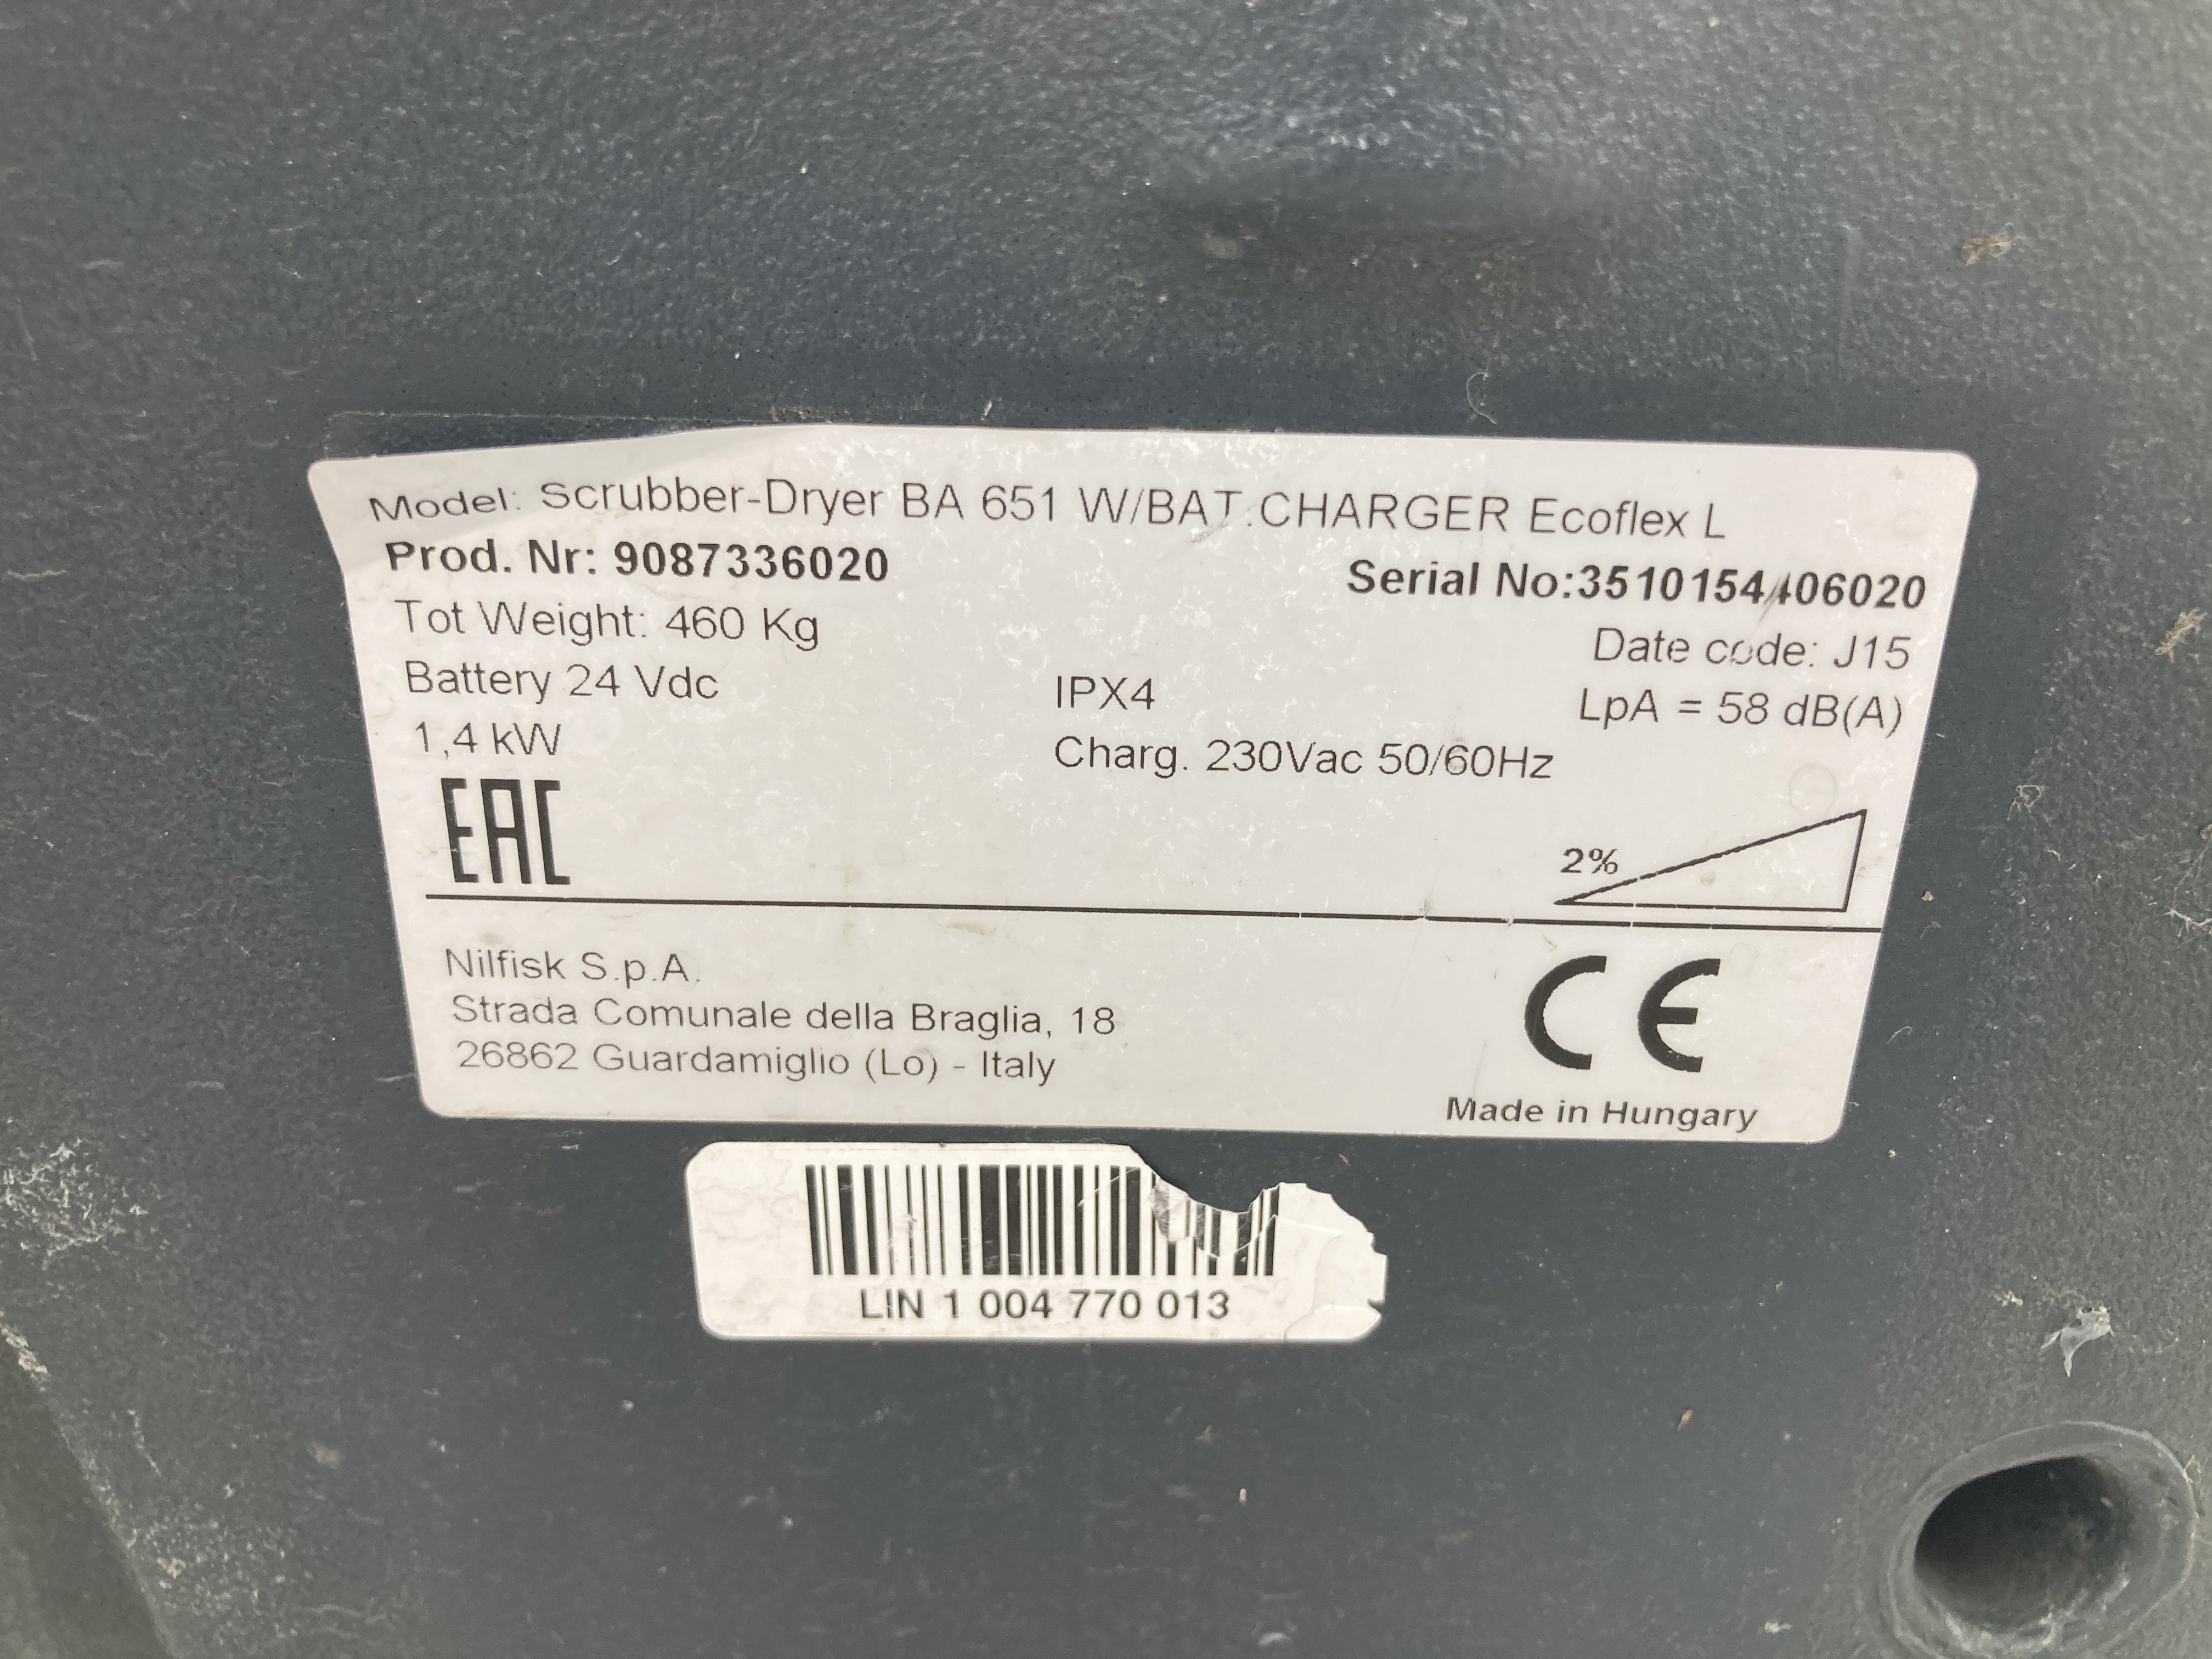 Model: Scrubber-Dryer BA 651 W/BAT.CHARGER Ecoflex L
Prod. Nr: 9087336020
Serial No:3510154406020
Tot Weight: 460 Kg
Date code: J15
Battery 24 Vdc
IPX4
LpA = 58 dB(A)
1,4 kW
Charg. 230Vac 50/60Hz
EAC
2%
Nilfisk S.p.A.
Strada Comunale della Braglia, 18
26862 Guardamiglio (Lo) - Italy
CE
Made in Hungary
LIN 1 004 770 013